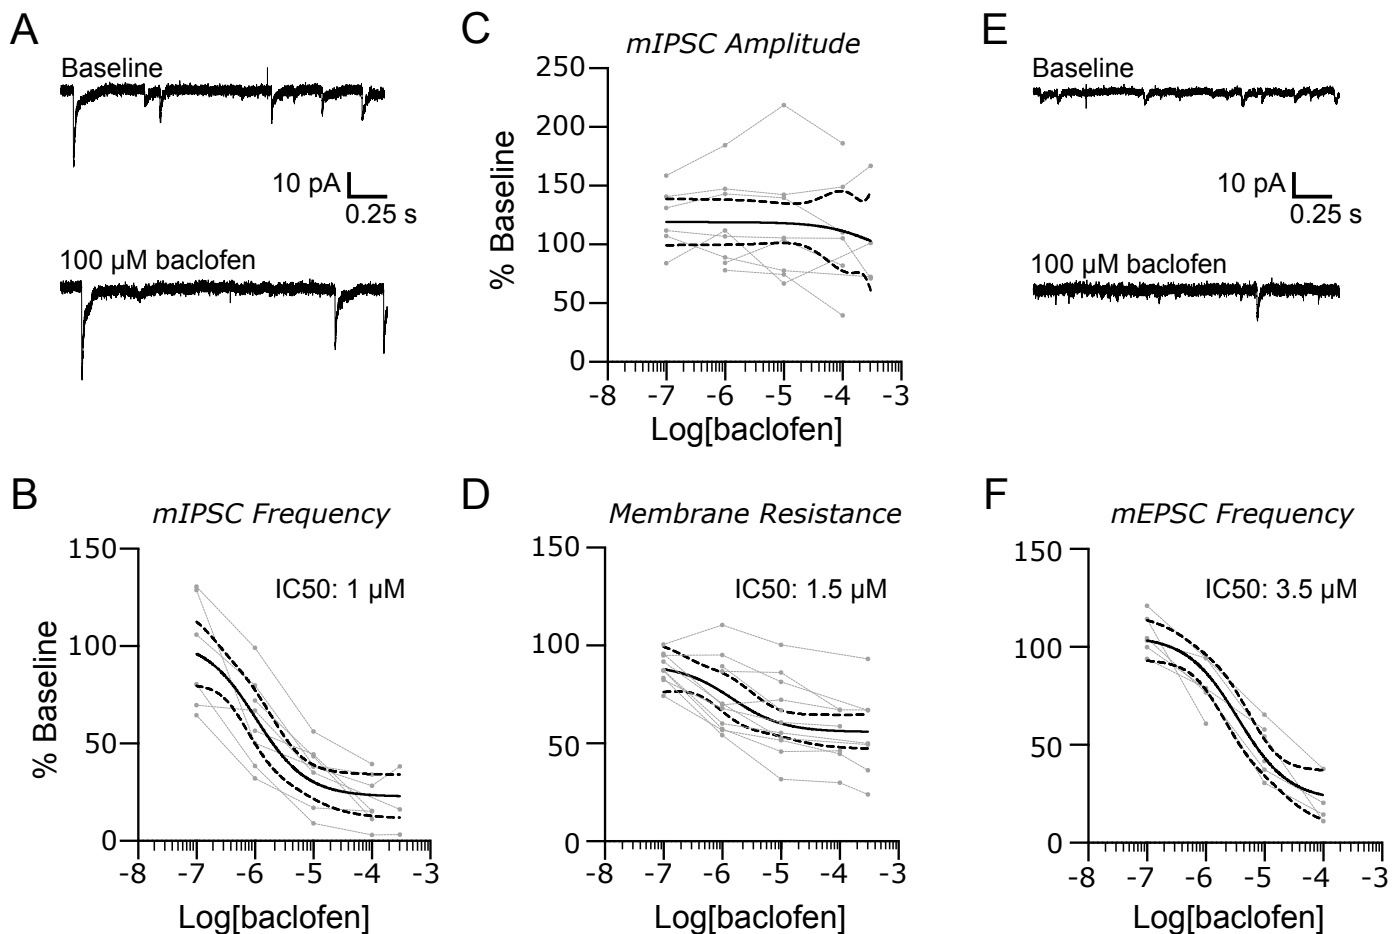 A
Baseline
10 pA
0.25 s
100 µM baclofen
C
mIPSC Amplitude
250
200
150
100
50
0
% Baseline
-8 -7 -6 -5 -4 -3
Log[baclofen]
E
Baseline
10 pA
0.25 s
100 µM baclofen
B
mIPSC Frequency
150
100
50
0
% Baseline
IC50: 1 µM
-8 -7 -6 -5 -4 -3
Log[baclofen]
D
Membrane Resistance
150
100
50
0
IC50: 1.5 µM
-8 -7 -6 -5 -4 -3
Log[baclofen]
F
mEPSC Frequency
150
100
50
0
IC50: 3.5 µM
-8 -7 -6 -5 -4 -3
Log[baclofen]